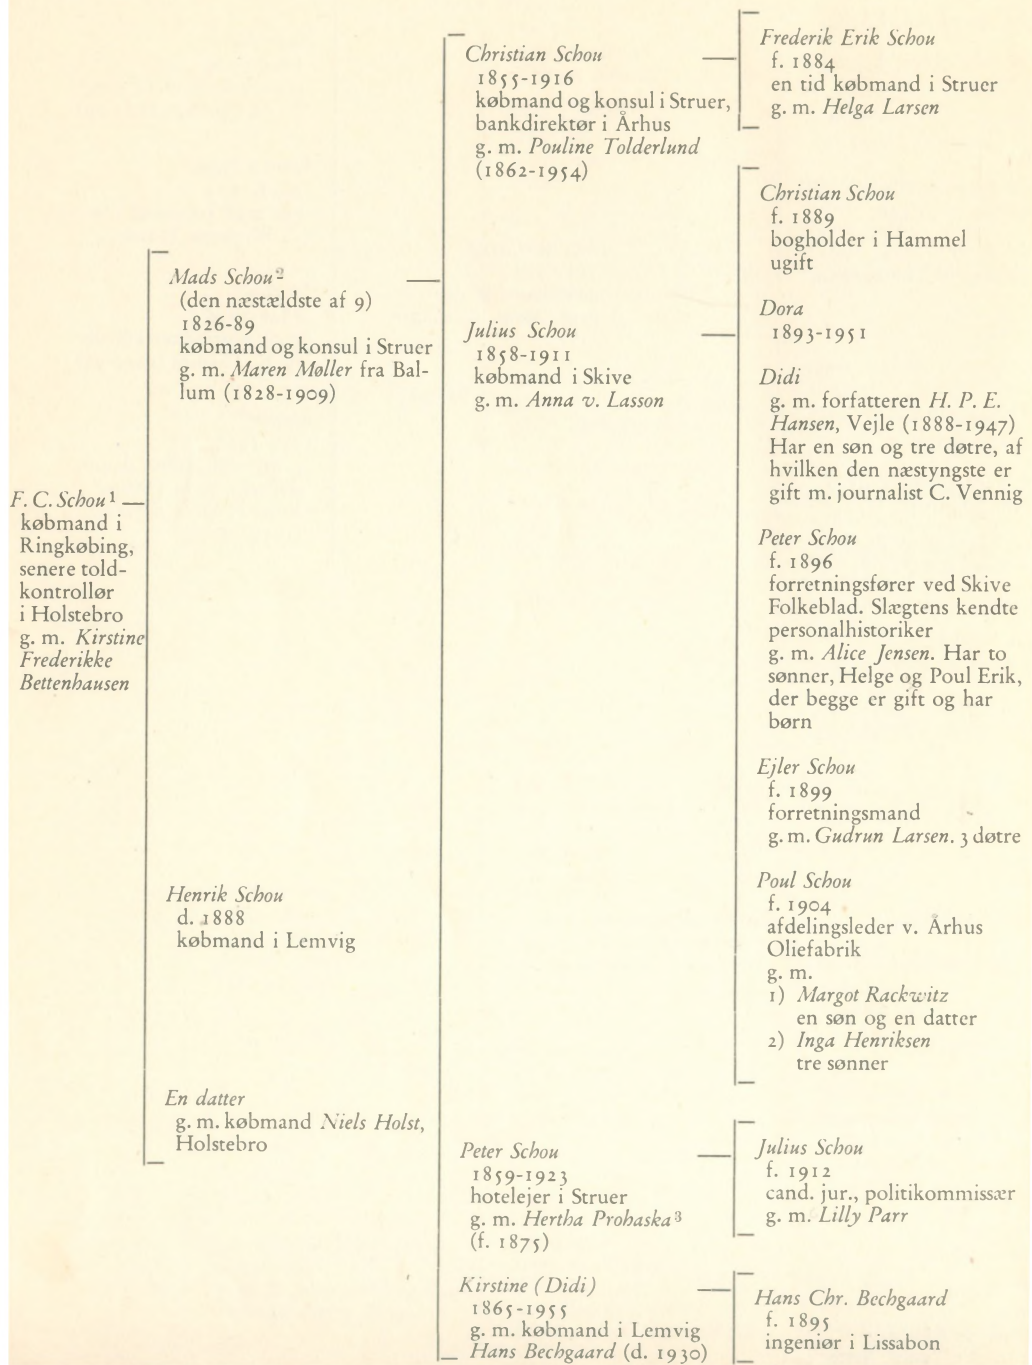 F. C. Schou 1
købmand i
Ringkøbing,
senere told-
kontrollør
i Holstebro
g. m. Kirstine
Frederikke
Bettenhausen
Mads Schou 2
(den næstældste af 9)
1826-89
købmand og konsul i Struer
g. m. Maren Møller fra Bal-
lum (1828-1909)
Henrik Schou
d. 1888
købmand i Lemvig
En datter
g. m. købmand Niels Holst,
Holstebro
Christian Schou
1855-1916
købmand og konsul i Struer,
bankdirektør i Århus
g. m. Pouline Tolderlund
(1862-1954)
Julius Schou
1858-1911
købmand i Skive
g. m. Anna v. Lasson
Peter Schou
1859-1923
hotelejer i Struer
g. m. Hertha Prohaska 3
(f. 1875)
Kirstine (Didi)
1865-1955
g. m. købmand i Lemvig
Hans Bechgaard (d. 1930)
Frederik Erik Schou
f. 1884
en tid købmand i Struer
g. m. Helga Larsen
Christian Schou
f. 1889
bogholder i Hammel
ugift
Dora
1893-1951
Didi
g. m. forfatteren H. P. E.
Hansen, Vejle (1888-1947)
Har en søn og tre døtre, af
hvilken den næstyngste er
gift m. journalist C. Vennig
Peter Schou
f. 1896
forretningsfører ved Skive
Folkeblad. Slægtens kendte
personalhistoriker
g. m. Alice Jensen. Har to
sønner, Helge og Poul Erik,
der begge er gift og har
børn
Ejler Schou
f. 1899
forretningsmand
g. m. Gudrun Larsen. 3 døtre
Poul Schou
f. 1904
afdelingsleder v. Århus
Oliefabrik
g. m.
1) Margot Rackwitz
en søn og en datter
2) Inga Henriksen
tre sønner
Julius Schou
f. 1912
cand. jur., politikommissær
g. m. Lilly Parr
Hans Chr. Bechgaard
f. 1895
ingeniør i Lissabon